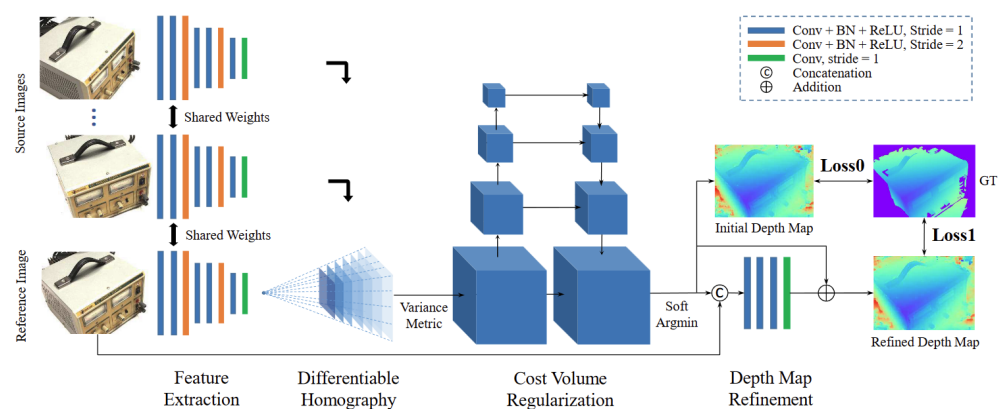 Conv + BN + ReLU, Stride = 1
Conv + BN + ReLU, Stride = 2
Conv, stride = 1
C Concatenation
Addition
Source Images
Shared Weights
Shared Weights
Reference Image
Variance
Metric
Soft
Argmin
C
Initial Depth Map
Loss0
GT
Loss1
Refined Depth Map
Feature
Extraction
Differentiable
Homography
Cost Volume
Regularization
Depth Map
Refinement